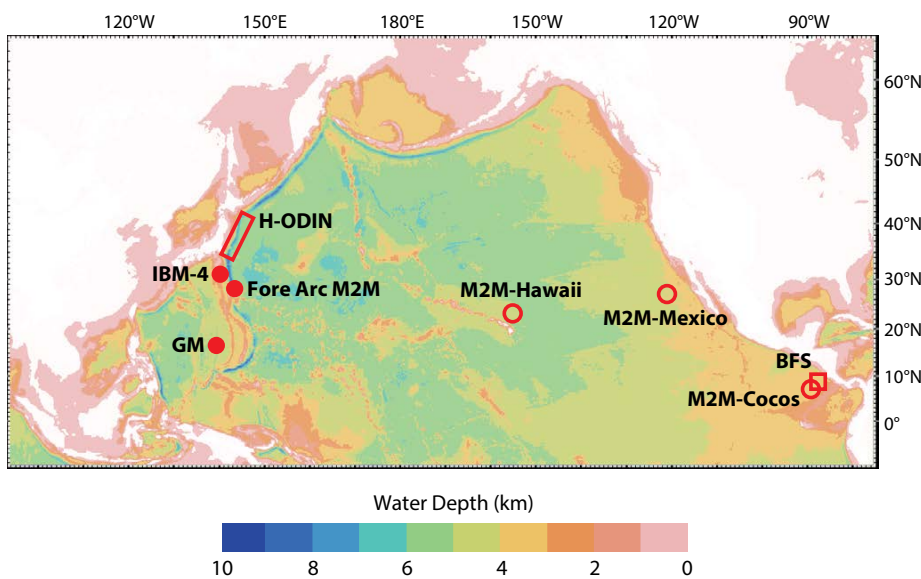 120°W 150°E 180°E 150°W 120°W 90°W
60°N
50°N
H-ODIN
40°N
IBM-4
Fore Arc M2M
M2M-Hawaii
30°N
M2M-Mexico
20°N
GM
BFS
10°N
M2M-Cocos
0°
Water Depth (km)
10 8 6 4 2 0